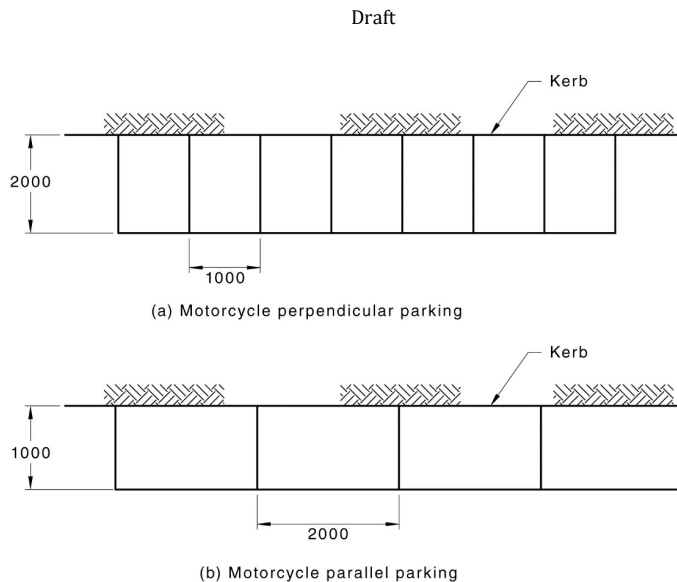 Draft
Kerb
2000
1000
(a) Motorcycle perpendicular parking
Kerb
1000
2000
(b) Motorcycle parallel parking